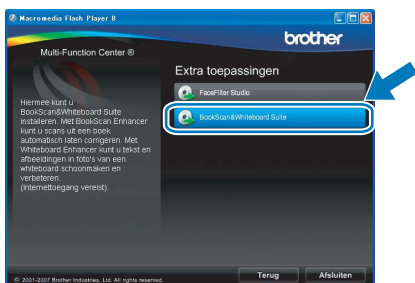 Macromedia Flash Player 8
brother
Multi-Function Center ®
Extra toepassingen
FaceFilter Studio
BookScan&Whiteboard Suite
Hiermee kunt u
BookScan&Whiteboard Suite
installeren. Met BookScan Enhancer
kunt u scans uit een boek
automatisch laten corrigeren. Met
Whiteboard Enhancer kunt u tekst en
afbeeldingen in foto's van een
whiteboard schoonmaken en
verbeteren.
(Internettoegang vereist).
© 2001-2007 Brother Industries, Ltd. All rights reserved.
Terug
Afsluiten